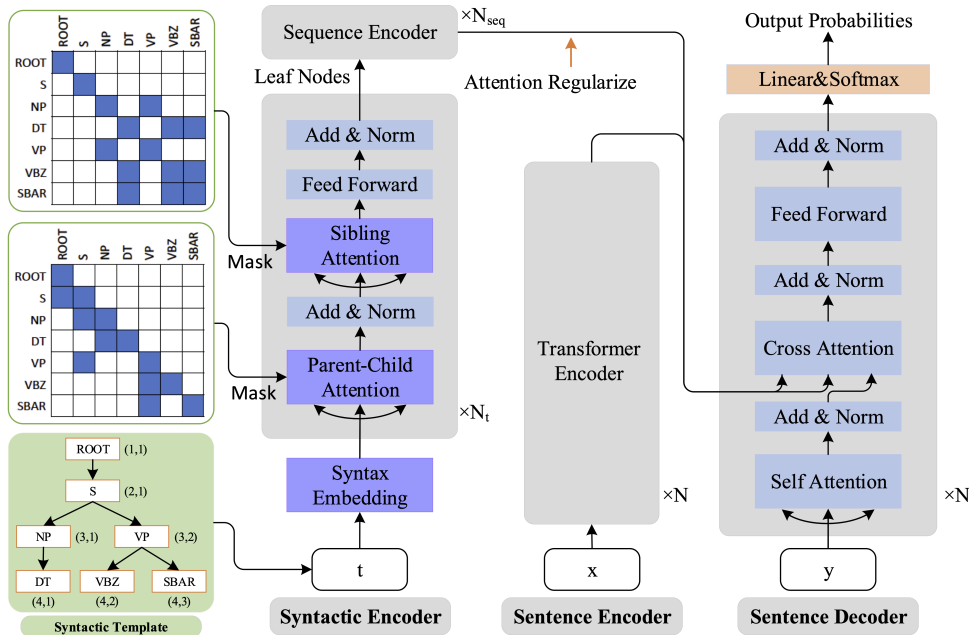 ROOT
S
NP
DT
VP
VBZ
SBAR
ROOT
S
NP
DT
VP
VBZ
SBAR
ROOT
S
NP
DT
VP
VBZ
SBAR
ROOT
S
NP
DT
VP
VBZ
SBAR
Mask
Mask
ROOT (1,1)
S (2,1)
NP (3,1) VP (3,2)
DT VBZ SBAR
(4,1) (4,2) (4,3)
Syntactic Template
Sequence Encoder
×Nseq
Leaf Nodes
Add & Norm
Feed Forward
Sibling
Attention
Add & Norm
Parent-Child
Attention
×Nt
Syntax
Embedding
t
Syntactic Encoder
Attention Regularize
Transformer
Encoder
×N
x
Sentence Encoder
Output Probabilities
Linear&Softmax
Add & Norm
Feed Forward
Add & Norm
Cross Attention
Add & Norm
Self Attention
×N
y
Sentence Decoder